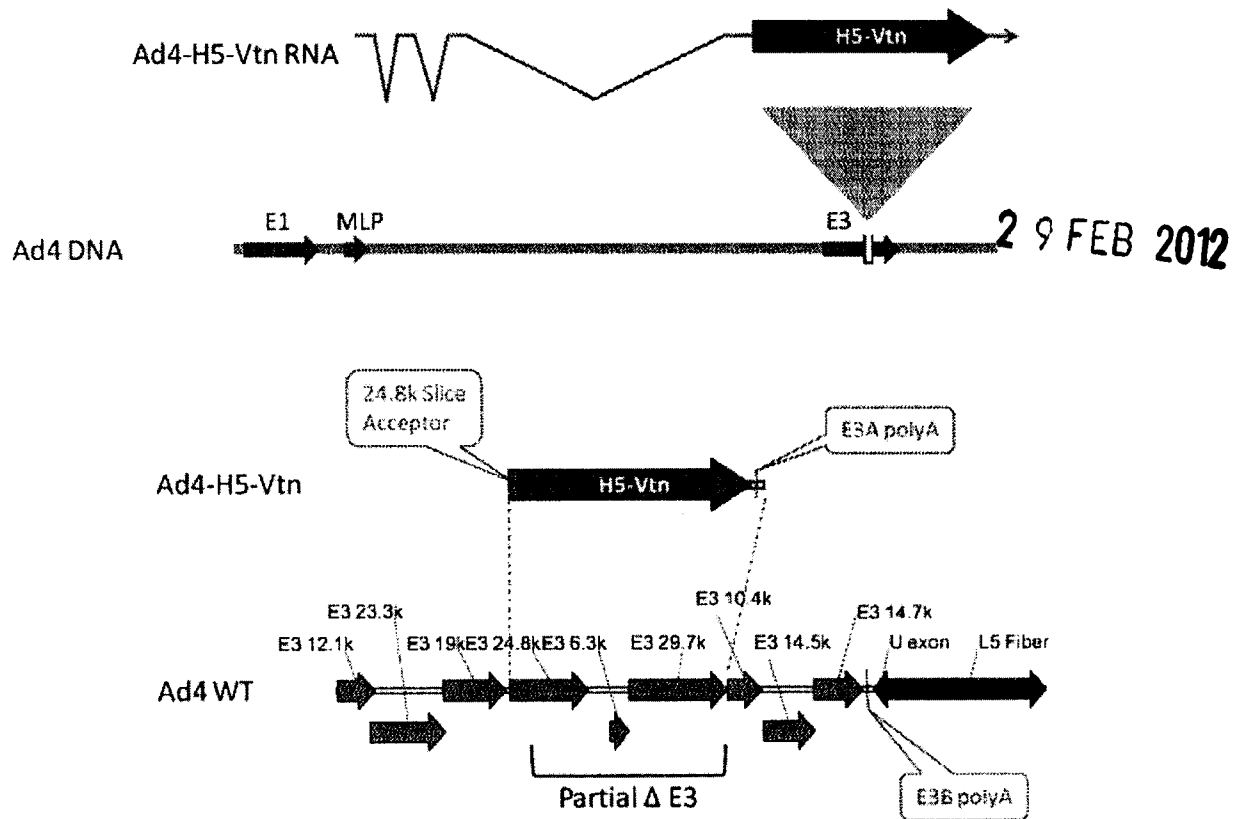 Ad4-H5-Vtn RNA
H5-Vtn
E1
MLP
E3
Ad4 DNA
2 9 FEB 2012
24.8k Slice
Acceptor
E3A polyA
Ad4-H5-Vtn
H5-Vtn
E3 23.3k
E3 10.4k
E3 14.7k
E3 12.1k
E3 19k
E3 24.8k
E3 6.3k
E3 29.7k
E3 14.5k
U exon
L5 Fiber
Ad4 WT
Partial Δ E3
E3B polyA